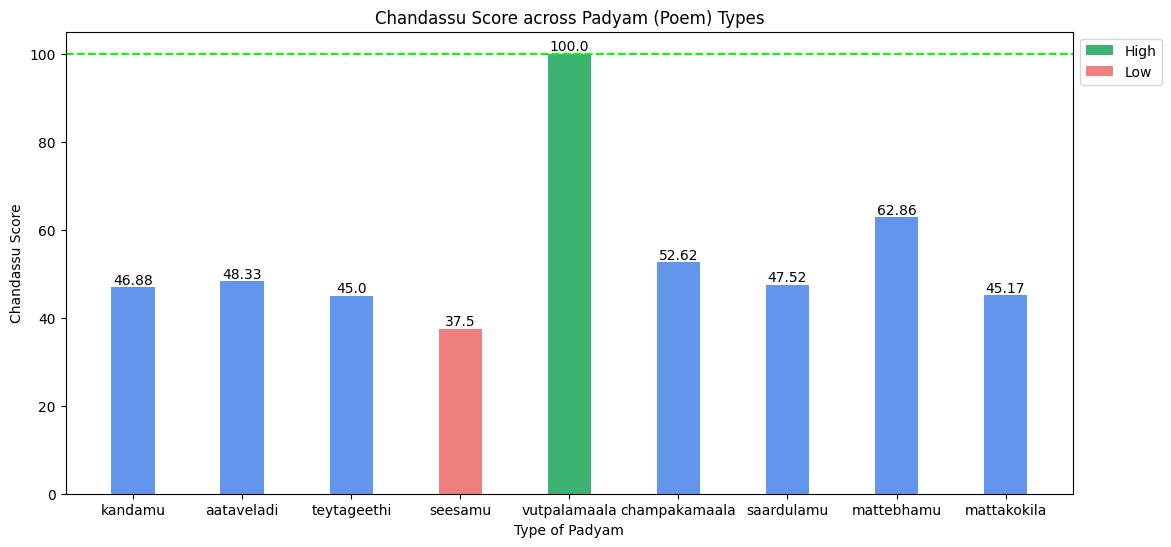 Chandassu Score across Padyam (Poem) Types
High
Low
Chandassu Score
100
80
60
40
20
0
46.88
48.33
45.0
37.5
100.0
52.62
47.52
62.86
45.17
kandamu aataveladi teytageethi seesamu vutpalamaala champakamaala saardulamu mattebhamu mattakokila
Type of Padyam